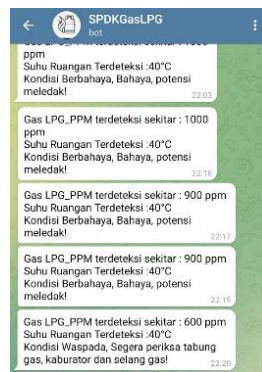 SPDKGasLPG
bot
ppm
Suhu Ruangan Terdeteksi :40°C
Kondisi Berbahaya, Bahaya, potensi
meledak!
22:03
Gas LPG_PPM terdeteksi sekitar : 1000
ppm
Suhu Ruangan Terdeteksi :40°C
Kondisi Berbahaya, Bahaya, potensi
meledak!
22:16
Gas LPG_PPM terdeteksi sekitar : 900 ppm
Suhu Ruangan Terdeteksi :40°C
Kondisi Berbahaya, Bahaya, potensi
meledak!
22:17
Gas LPG_PPM terdeteksi sekitar : 900 ppm
Suhu Ruangan Terdeteksi :40°C
Kondisi Berbahaya, Bahaya, potensi
meledak!
22:19
Gas LPG_PPM terdeteksi sekitar : 600 ppm
Suhu Ruangan Terdeteksi :40°C
Kondisi Waspada, Segera periksa tabung
gas, kaburator dan selang gas!
22:20